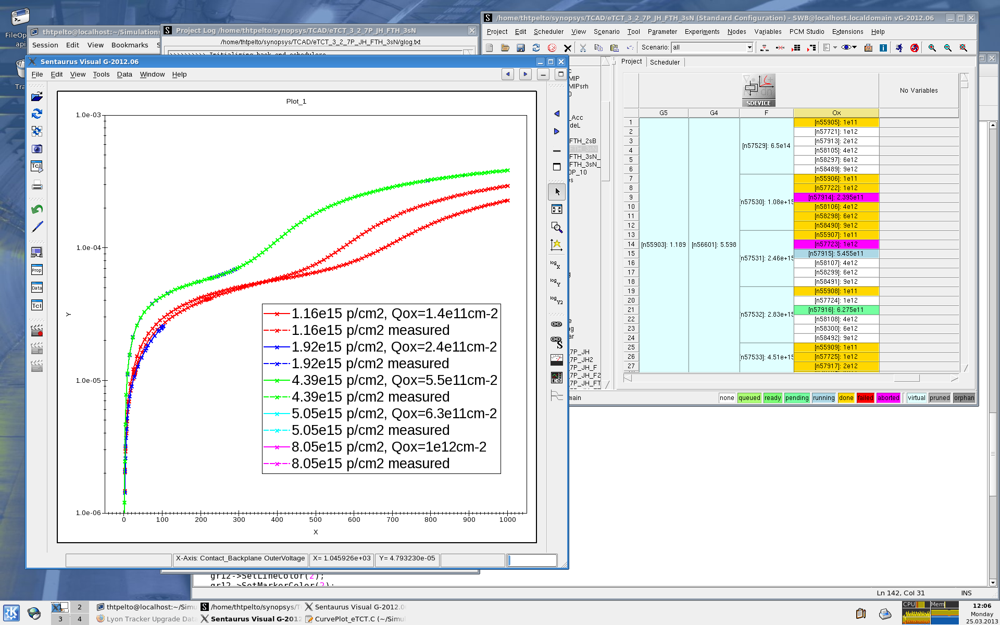 FileOp
api
Tra
thtpelto@localhost:~/Simulations
Session Edit View Bookmarks S
Project Log /home/thtpelto/synopsys/TCAD/eTCT_3_2_7P_JH_FTH_3sN
/home/thtpelto/synopsys/TCAD/eTCT_3_2_7P_JH_FTH_3sN/glog.txt
/home/thtpelto/synopsys/TCAD/eTCT_3_2_7P_JH_FTH_3sN (Standard Configuration) - SWB@localhost.localdomain vG-2012.06
Project Edit Scheduler View Scenario Tool Parameter Experiments Nodes Variables PCM Studio Extensions Help
Scenario: all
Project Scheduler
Sentaurus Visual G-2012.06
File Edit View Tools Data Window Help
Plot_1
1.0e-03
1.0e-04
1.0e-05
1.0e-06
Y
0 100 200 300 400 500 600 700 800 900 1000
X
1.16e15 p/cm2, Qox=1.4e11cm-2
1.16e15 p/cm2 measured
1.92e15 p/cm2, Qox=2.4e11cm-2
1.92e15 p/cm2 measured
4.39e15 p/cm2, Qox=5.5e11cm-2
4.39e15 p/cm2 measured
5.05e15 p/cm2, Qox=6.3e11cm-2
5.05e15 p/cm2 measured
8.05e15 p/cm2, Qox=1e12cm-2
8.05e15 p/cm2 measured
X-Axis: Contact_Backplane OuterVoltage X= 1.045926e+03 Y= 4.793230e-05
Tcl
Prop
Data
Tcl
logX
logY
logY2
MIP
MIPsrh
_Acc
deL
FTH_2sB
FTH_3sN
FTH_3sN_
FTH_3sN_
OP_10
7P_JH
7P_JH2
7P_JH_F
7P_JH_F2
7P_JH_FT
main
SDEVICE
No Variables
G5 G4 F Ox
1 [n55905]: 1e11
2 [n57721]: 1e12
3 [n57913]: 2e12
[n57529]: 6.5e14
4 [n58105]: 4e12
5 [n58297]: 6e12
6 [n58489]: 9e12
7 [n55906]: 1e11
8 [n57722]: 1e12
9 [n57914]: 2.395e11
[n57530]: 1.08e+15
10 [n58106]: 4e12
11 [n58298]: 6e12
12 [n58490]: 9e12
13 [n55907]: 1e11
14 [n55903]: 1.189 [n56601]: 5.598 [n57723]: 1e12
15 [n57915]: 5.455e11
[n57531]: 2.46e+15
16 [n58107]: 4e12
17 [n58299]: 6e12
18 [n58491]: 9e12
19 [n55908]: 1e11
20 [n57724]: 1e12
21 [n57916]: 6.275e11
[n57532]: 2.83e+15
22 [n58108]: 4e12
23 [n58300]: 6e12
24 [n58492]: 9e12
25 [n55909]: 1e11
26 [n57533]: 4.51e+15 [n57725]: 1e12
27 [n57917]: 2e12
none queued ready pending running done failed aborted virtual pruned orphan
gr12->SetLineColor(2);
gr12->SetMarkerColor(2);
Ln 142, Col 31 INS
2
3 4
thtpelto@localhost:~/Simu
/home/thtpelto/synopsys/T
Sentaurus Visual G-2012.0
Lyon Tracker Upgrade Dat
Sentaurus Visual G-2012
CurvePlot_eTCT.C (~/Simul
CPU Mem
12:06
Monday
25.03.2013